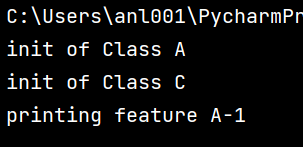 C:\Users\anl001\PycharmPr
init of Class A
init of Class C
printing feature A-1